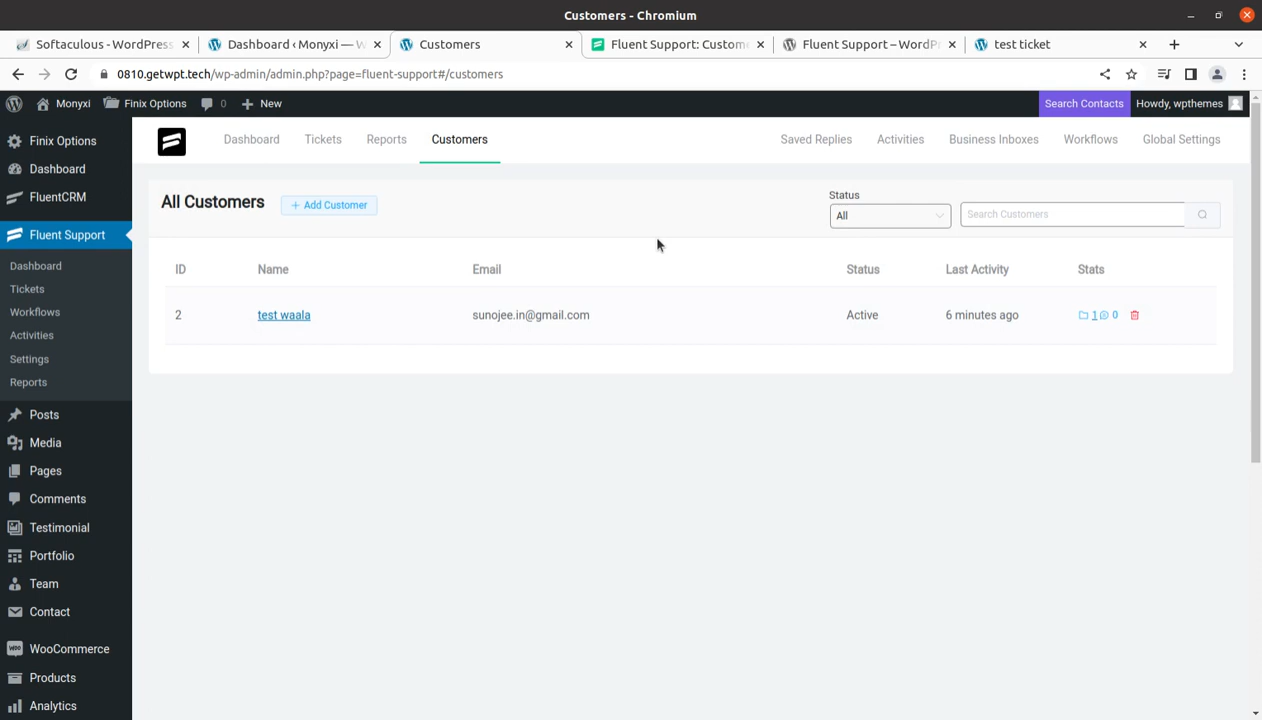 Customers - Chromium
Softaculous - WordPress
Dashboard ‹ Monyxi — W
Customers
Fluent Support: Custom
Fluent Support – WordPr
test ticket
0810.getwpt.tech/wp-admin/admin.php?page=fluent-support#/customers
Monyxi
Finix Options
0
New
Search Contacts
Howdy, wpthemes
Finix Options
Dashboard
FluentCRM
Fluent Support
Dashboard
Tickets
Workflows
Activities
Settings
Reports
Posts
Media
Pages
Comments
Testimonial
Portfolio
Team
Contact
WooCommerce
Products
Analytics
Dashboard
Tickets
Reports
Customers
Saved Replies
Activities
Business Inboxes
Workflows
Global Settings
All Customers
+ Add Customer
Status
All
Search Customers
ID Name Email Status Last Activity Stats
2 test waala sunojee.in@gmail.com Active 6 minutes ago 1 0